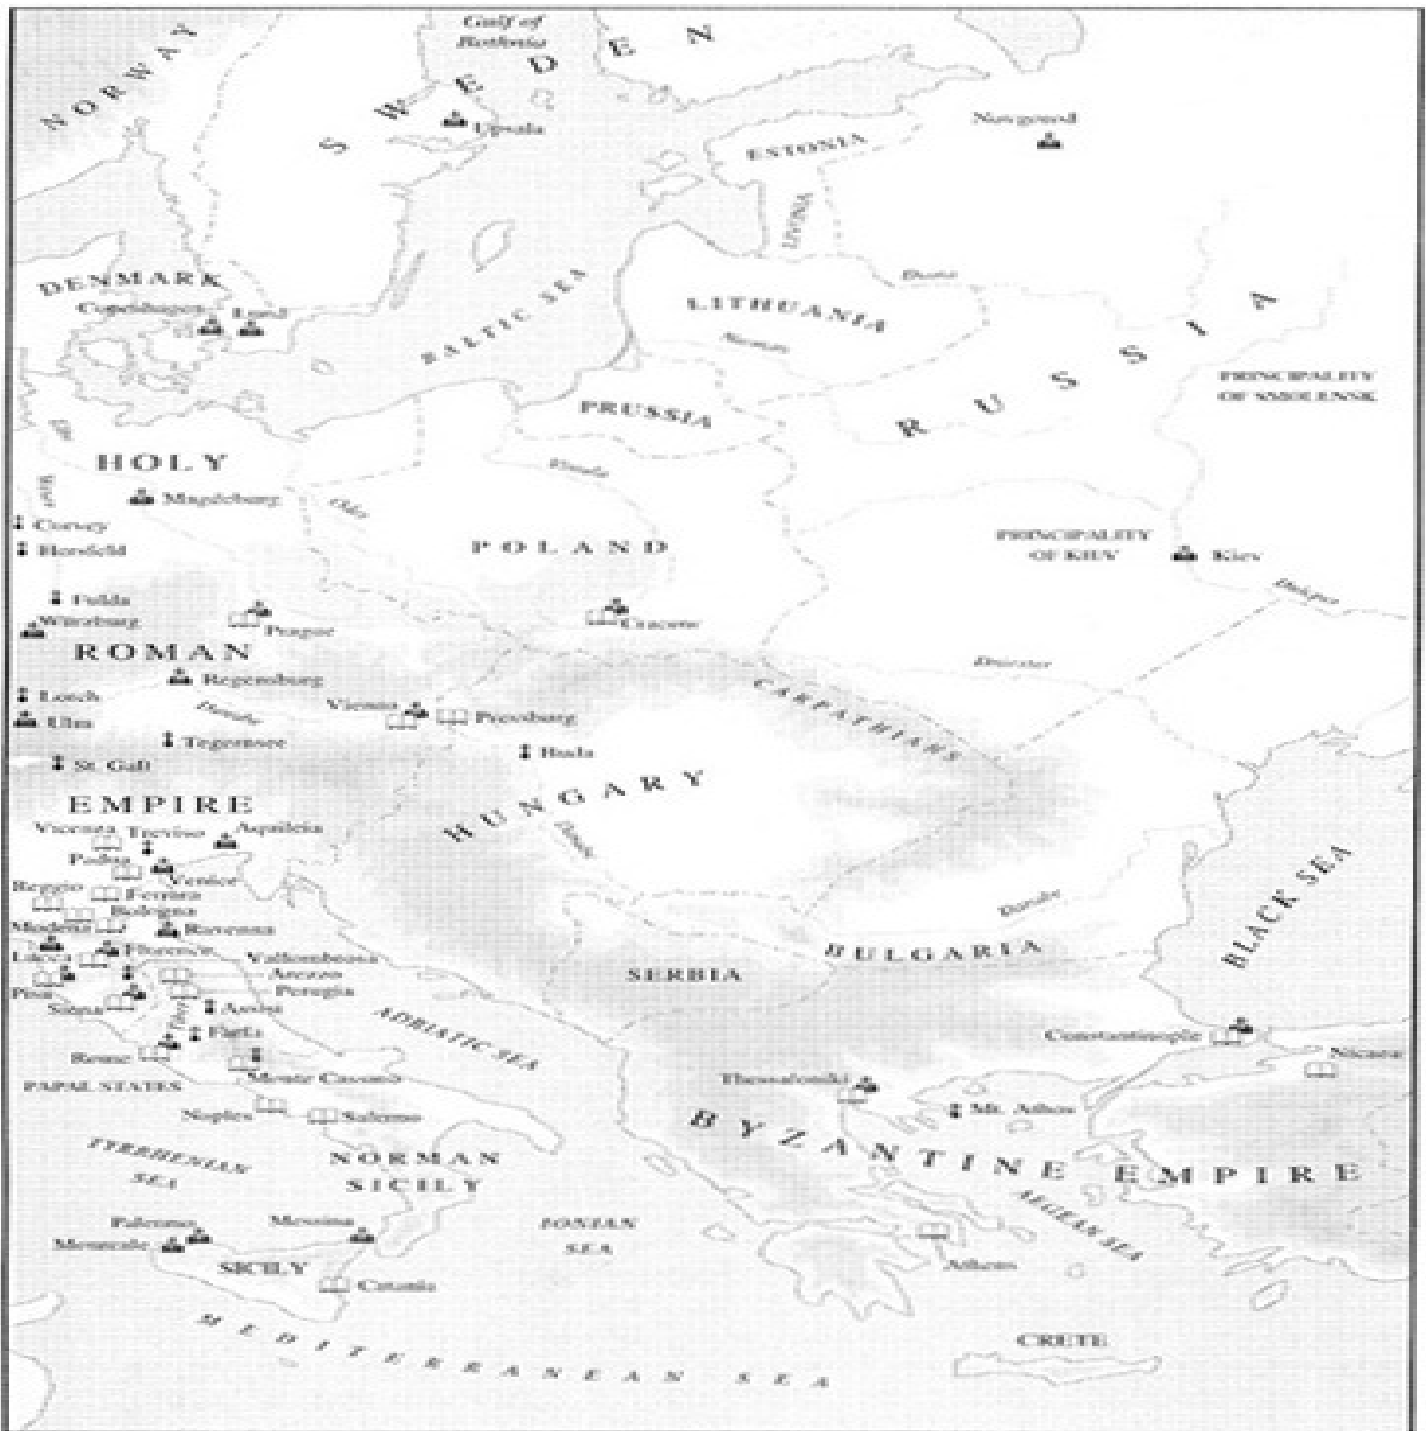 Gulf of
Bothnia
NORWAY
SWEDEN
Upsala
Novgorod
ESTONIA
LIVONIA
DENMARK
Copenhagen
Lund
BALTIC SEA
LITHUANIA
RUSSIA
PRINCIPALITY
OF SMOLENSK
PRUSSIA
HOLY
Vistula
Oder
Magdeburg
Corvey
Hersfeld
POLAND
PRINCIPALITY
OF KIEV
Kiev
Dnieper
Fulda
Würzburg
Prague
Cracow
ROMAN
Dniester
Regensburg
Lorch
Ulm
Danube
Vienna
Pressburg
CARPATHIANS
Tegernsee
St. Gall
Buda
EMPIRE
HUNGARY
Danube
Vicenza
Treviso
Aquileia
Padua
Venice
Reggio
Ferrara
Bologna
Modena
Ravenna
Danube
BLACK SEA
Lucca
Florence
Vallombrosa
Arezzo
SERBIA
BULGARIA
Pisa
Perugia
Siena
Assisi
Tiber
Farfa
ADRIATIC SEA
Constantinople
Rome
Nicaea
PAPAL STATES
Monte Cassino
Thessaloniki
Mt. Athos
Naples
Salerno
BYZANTINE EMPIRE
TYRRHENIAN
SEA
NORMAN
SICILY
AEGEAN SEA
Palermo
Messina
IONIAN
SEA
Monreale
SICILY
Athens
Catania
MEDITERRANEAN SEA
CRETE